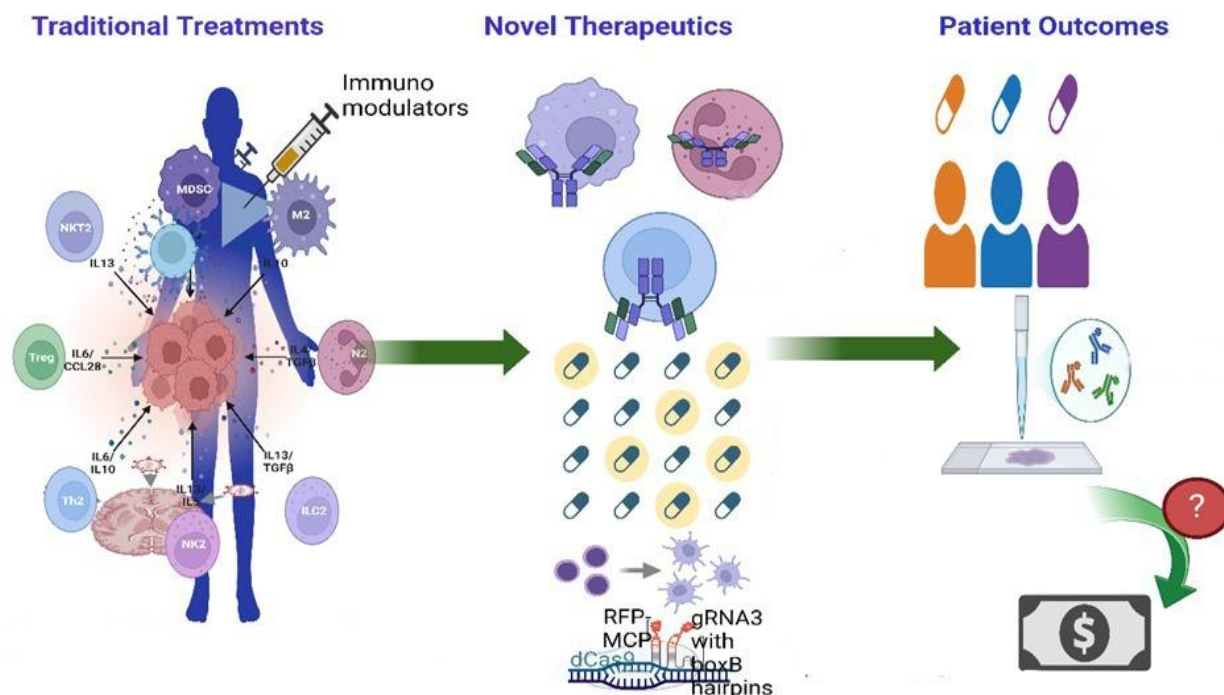 Traditional Treatments
Novel Therapeutics
Patient Outcomes
Immuno
modulators
MDSC
M2
NKT2
IL13
IL10
Treg
IL6/
CCL28
IL4/
TGFβ
N2
IL6/
IL10
IL13/
TGFβ
Th2
IL13/
NK2
ILC2
RFP-
MCP
gRNA3
with
boxB
hairpins
dCas9
?
$